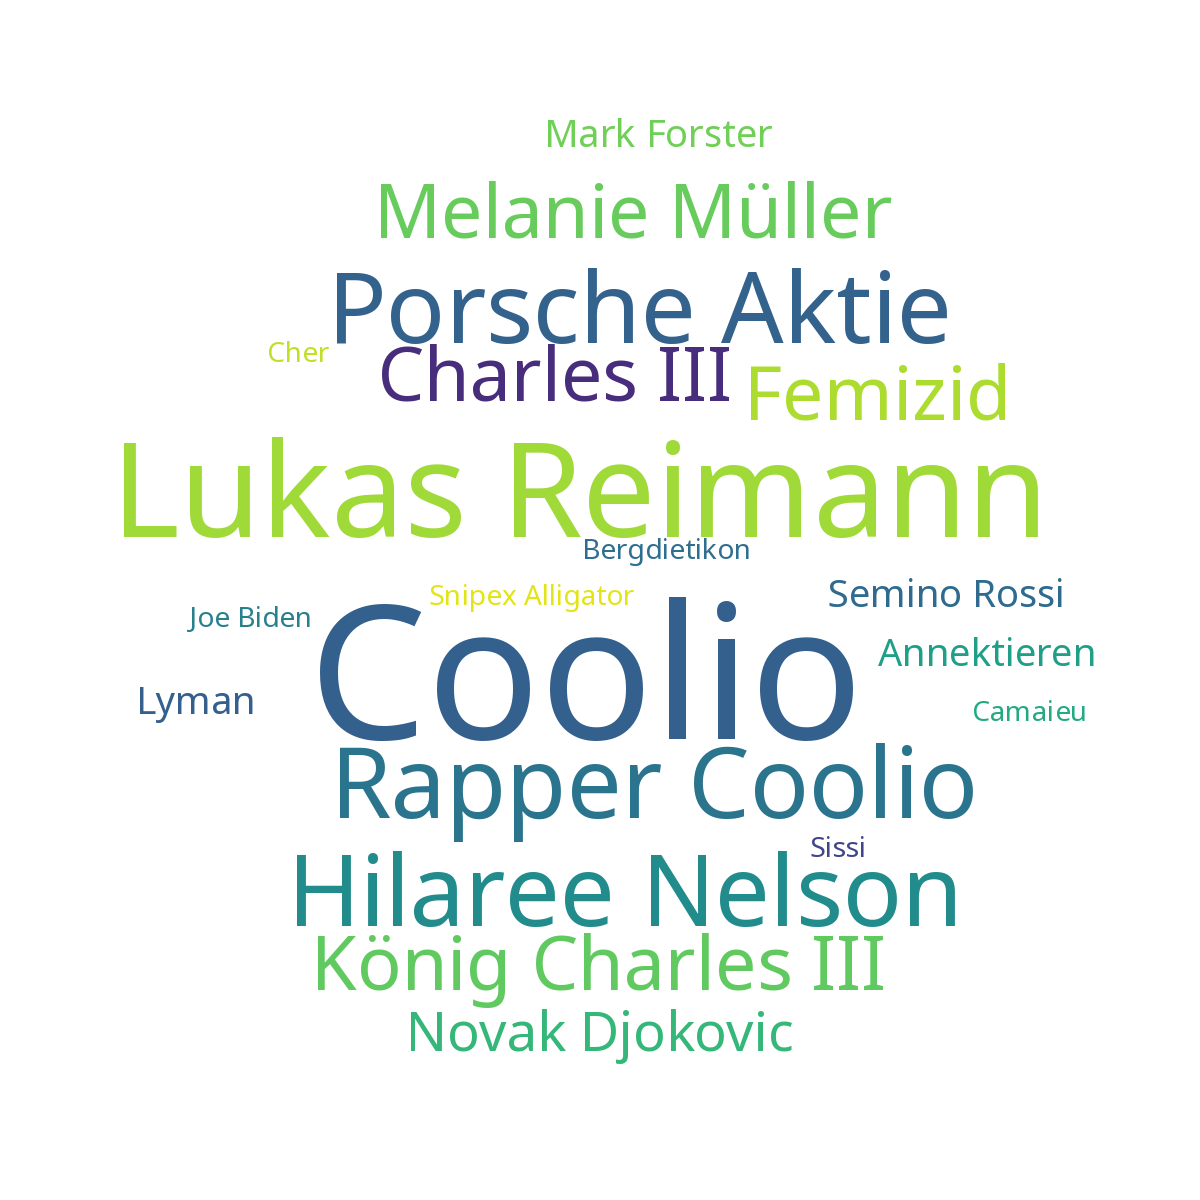 Mark Forster
Melanie Müller
Porsche Aktie
Cher
Charles III
Femizid
Lukas Reimann
Bergdietikon
Snipex Alligator
Semino Rossi
Joe Biden
Coolio
Annektieren
Lyman
Camaieu
Rapper Coolio
Sissi
Hilaree Nelson
König Charles III
Novak Djokovic